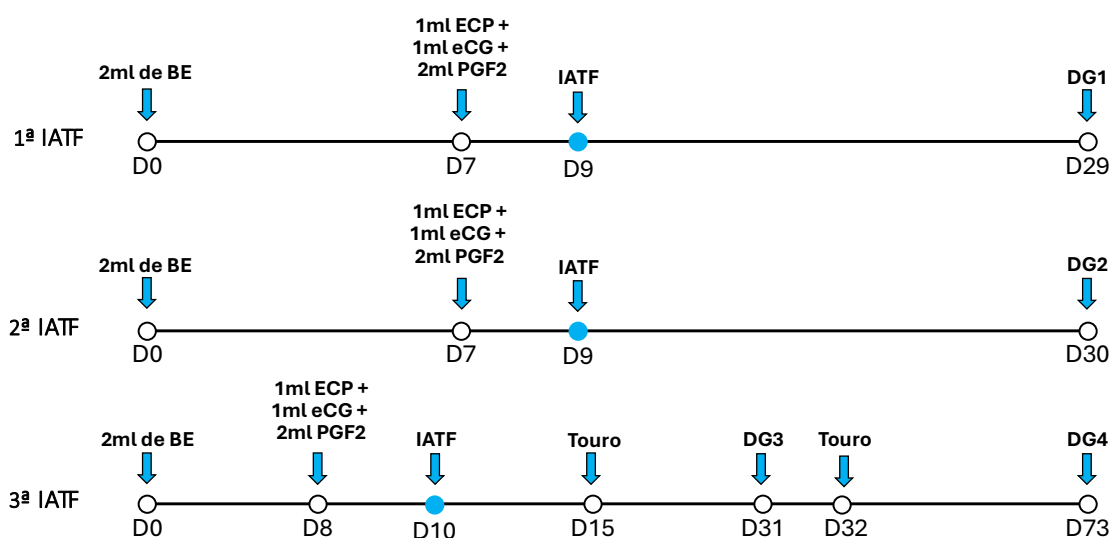 1ml ECP +
1ml eCG +
2ml PGF2
2ml de BE
IATF
DG1
1ª IATF
D0
D7
D9
D29
1ml ECP +
1ml eCG +
2ml PGF2
2ml de BE
IATF
DG2
2ª IATF
D0
D7
D9
D30
1ml ECP +
1ml eCG +
2ml PGF2
2ml de BE
IATF
Touro
DG3
Touro
DG4
3ª IATF
D0
D8
D10
D15
D31
D32
D73